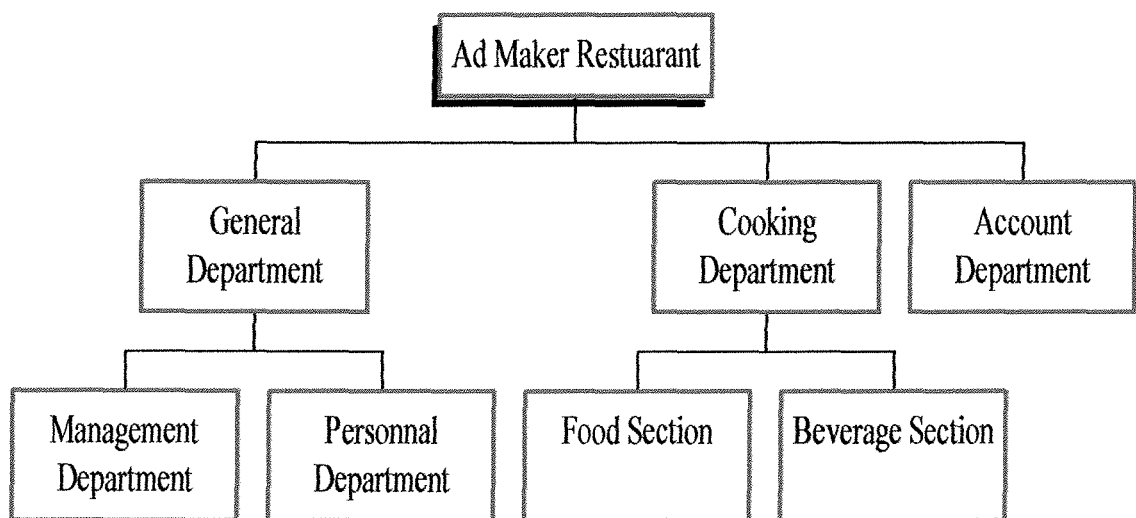 Ad Maker Restuarant
General
Department
Cooking
Department
Account
Department
Management
Department
Personnal
Department
Food Section
Beverage Section